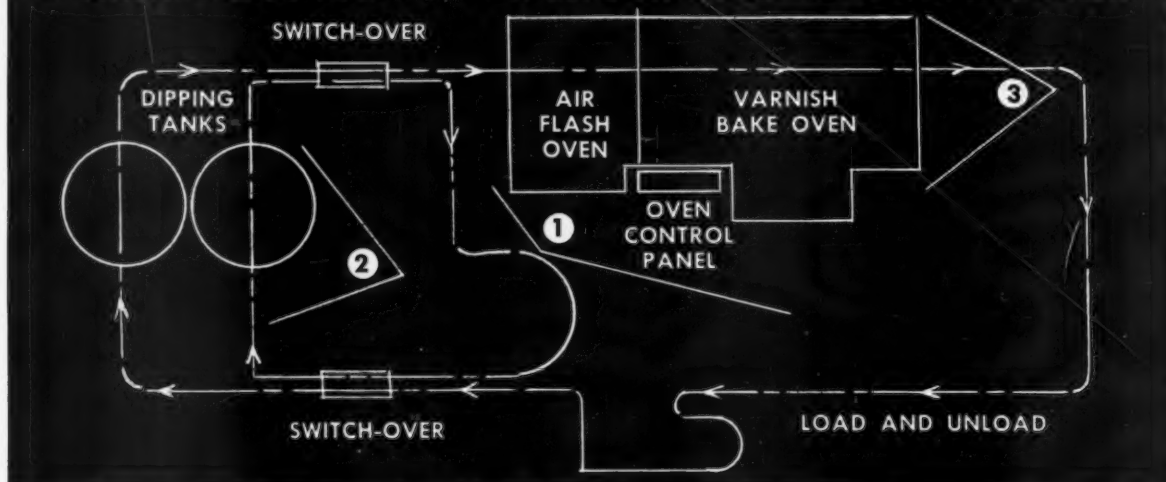 SWITCH-OVER
DIPPING
TANKS
AIR
FLASH
OVEN
VARNISH
BAKE OVEN
3
1
OVEN
CONTROL
PANEL
2
SWITCH-OVER
LOAD AND UNLOAD